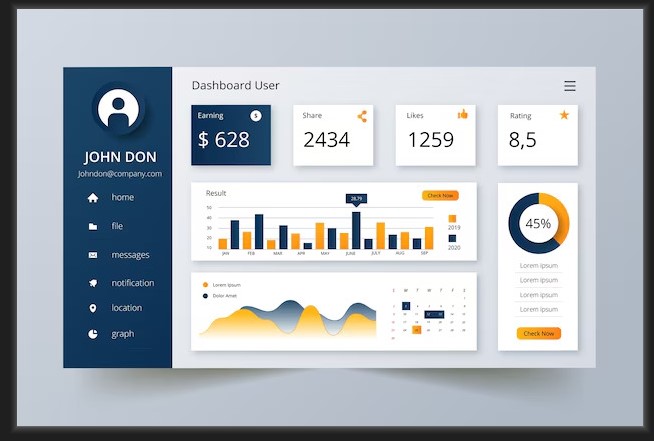 JOHN DON
Johndon@company.com
home
file
messages
notification
location
graph
Dashboard User
Earning
$
$ 628
Share
2434
Likes
1259
Rating
8,5
Result
Check Now
28.79
50
40
30
20
10
JAN FEB MAR APR MAY JUNE JULY AUG SEP
2019
2020
45%
Lorem ipsum
Lorem ipsum
Lorem ipsum
Lorem ipsum
Check Now
Lorem ipsum
Dolor Amet
S M T W T F S